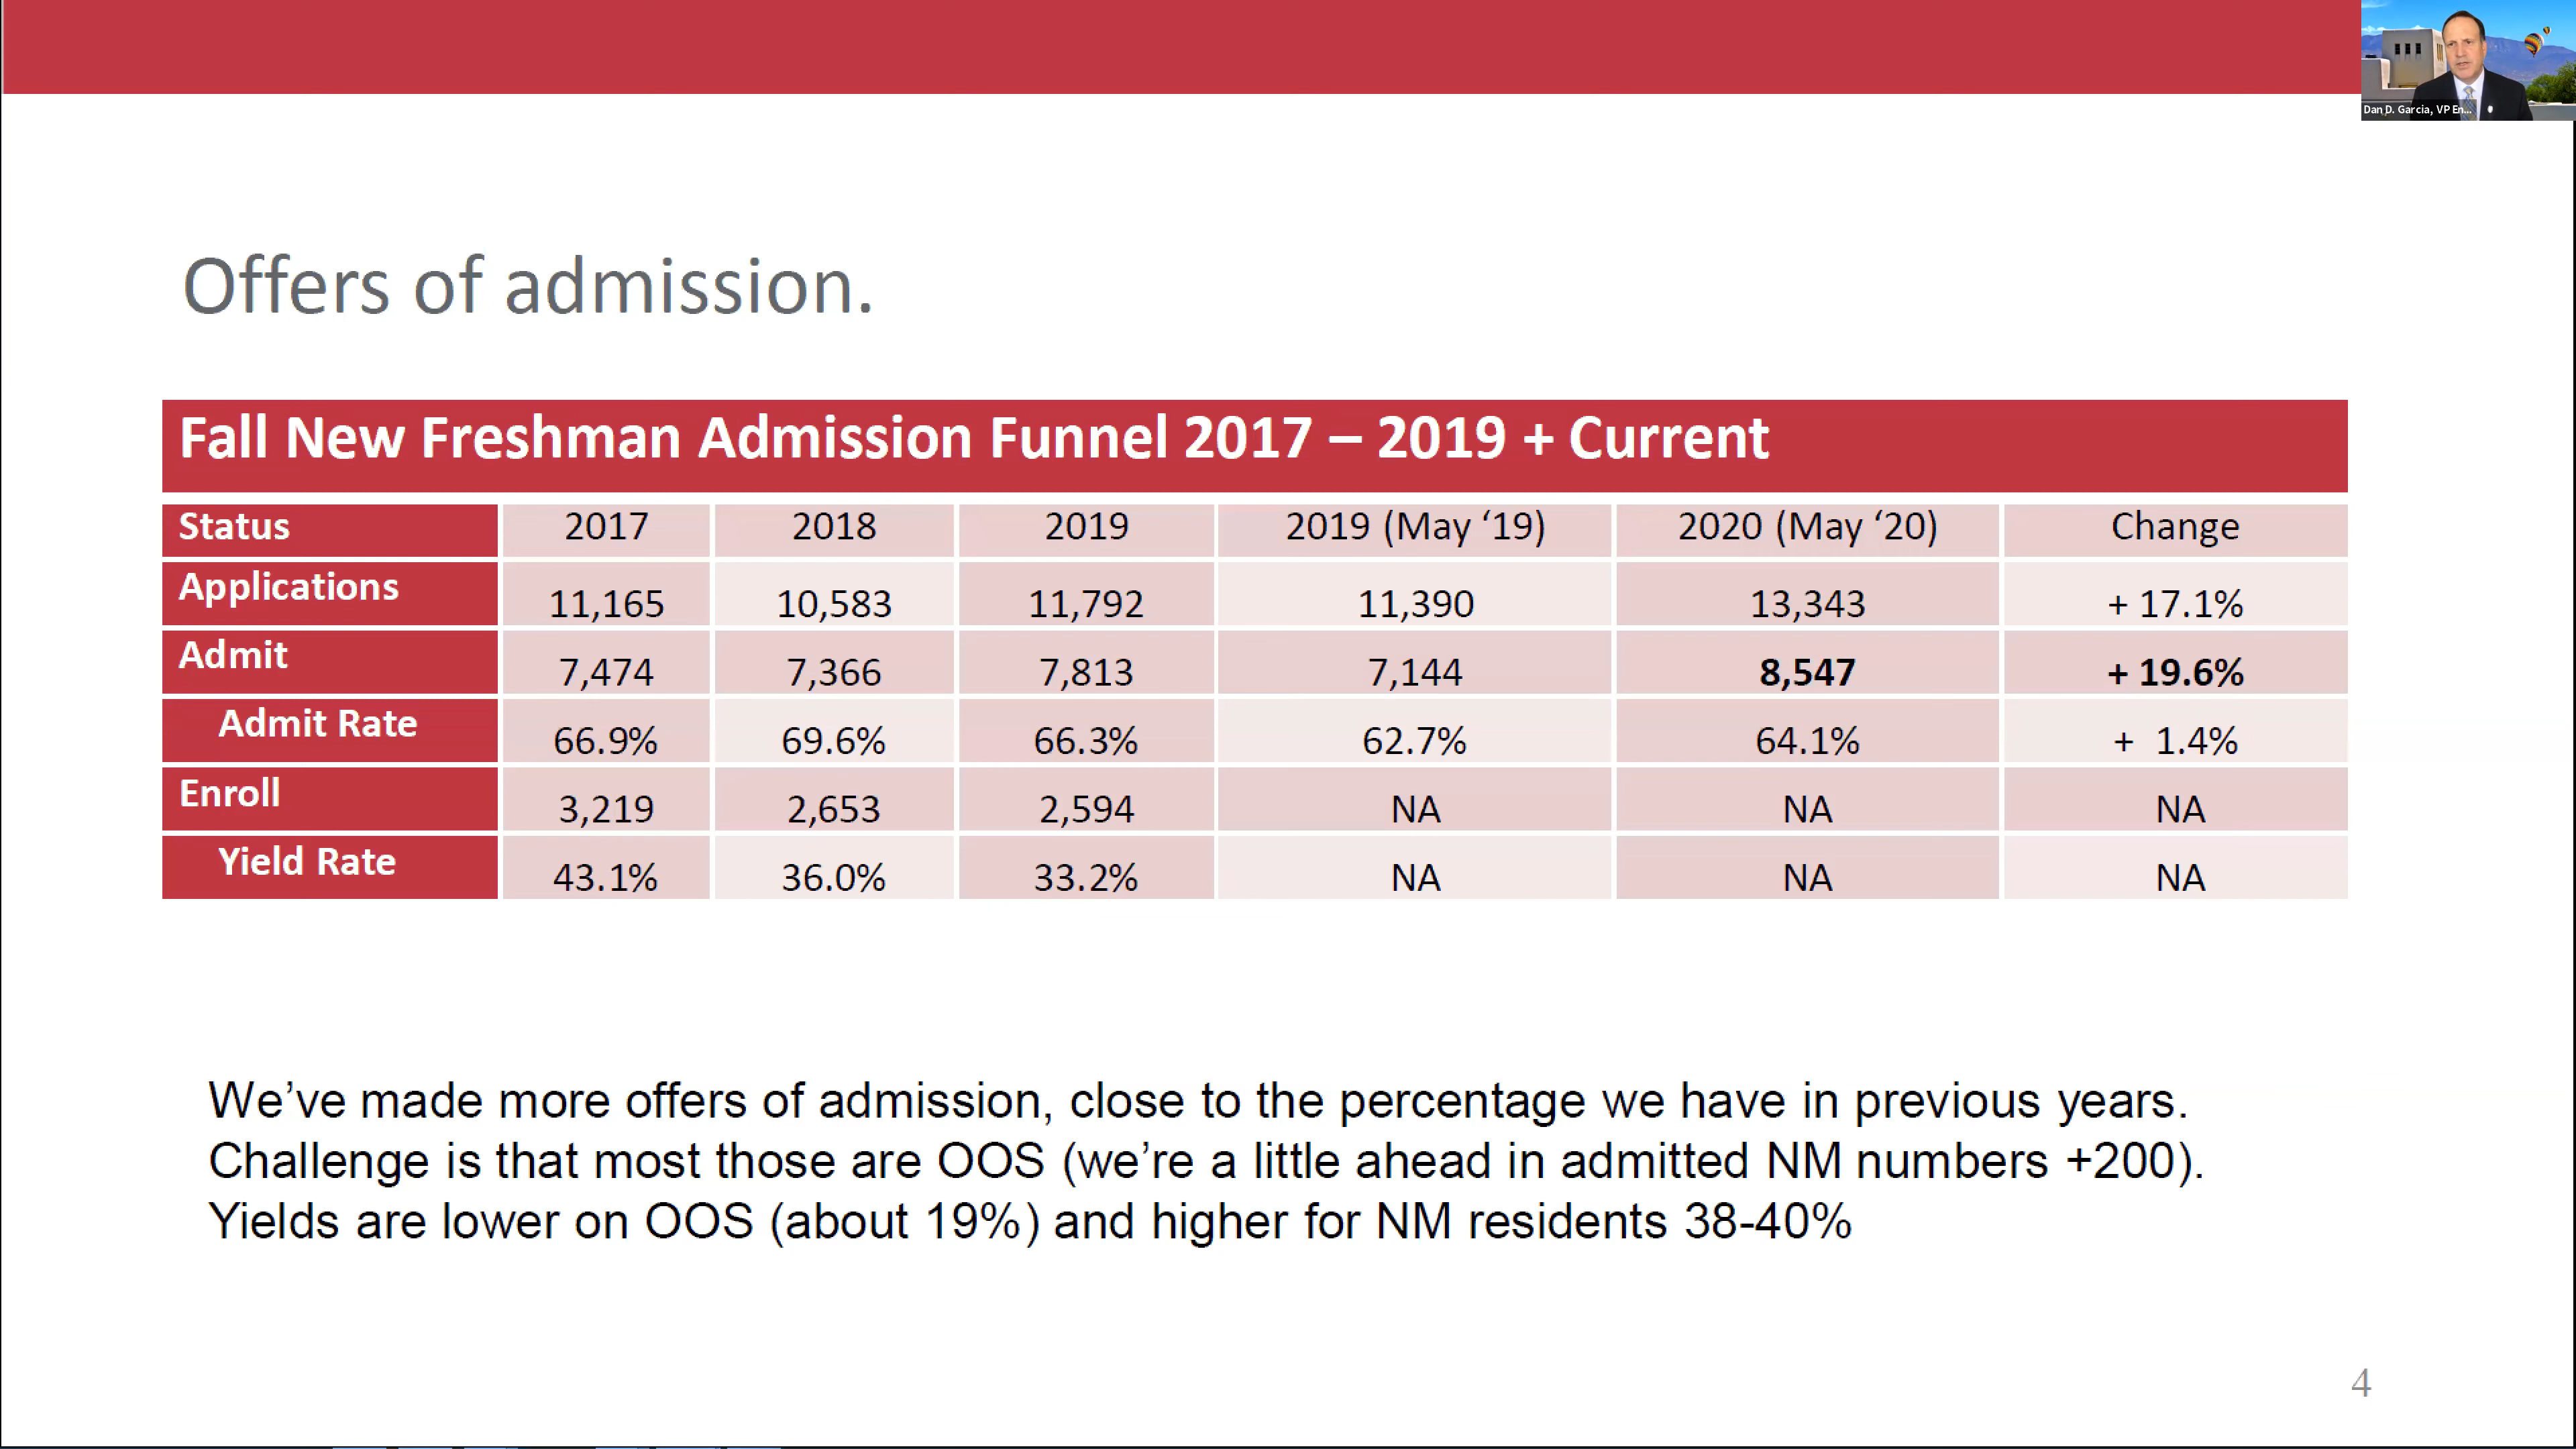 Dan D. Garcia, VP En...
Offers of admission.
Fall New Freshman Admission Funnel 2017 – 2019 + Current
Status 2017 2018 2019 2019 (May ‘19) 2020 (May ‘20) Change
Applications 11,165 10,583 11,792 11,390 13,343 + 17.1%
Admit 7,474 7,366 7,813 7,144 8,547 + 19.6%
Admit Rate 66.9% 69.6% 66.3% 62.7% 64.1% + 1.4%
Enroll 3,219 2,653 2,594 NA NA NA
Yield Rate 43.1% 36.0% 33.2% NA NA NA
We’ve made more offers of admission, close to the percentage we have in previous years.
Challenge is that most those are OOS (we’re a little ahead in admitted NM numbers +200).
Yields are lower on OOS (about 19%) and higher for NM residents 38-40%
4